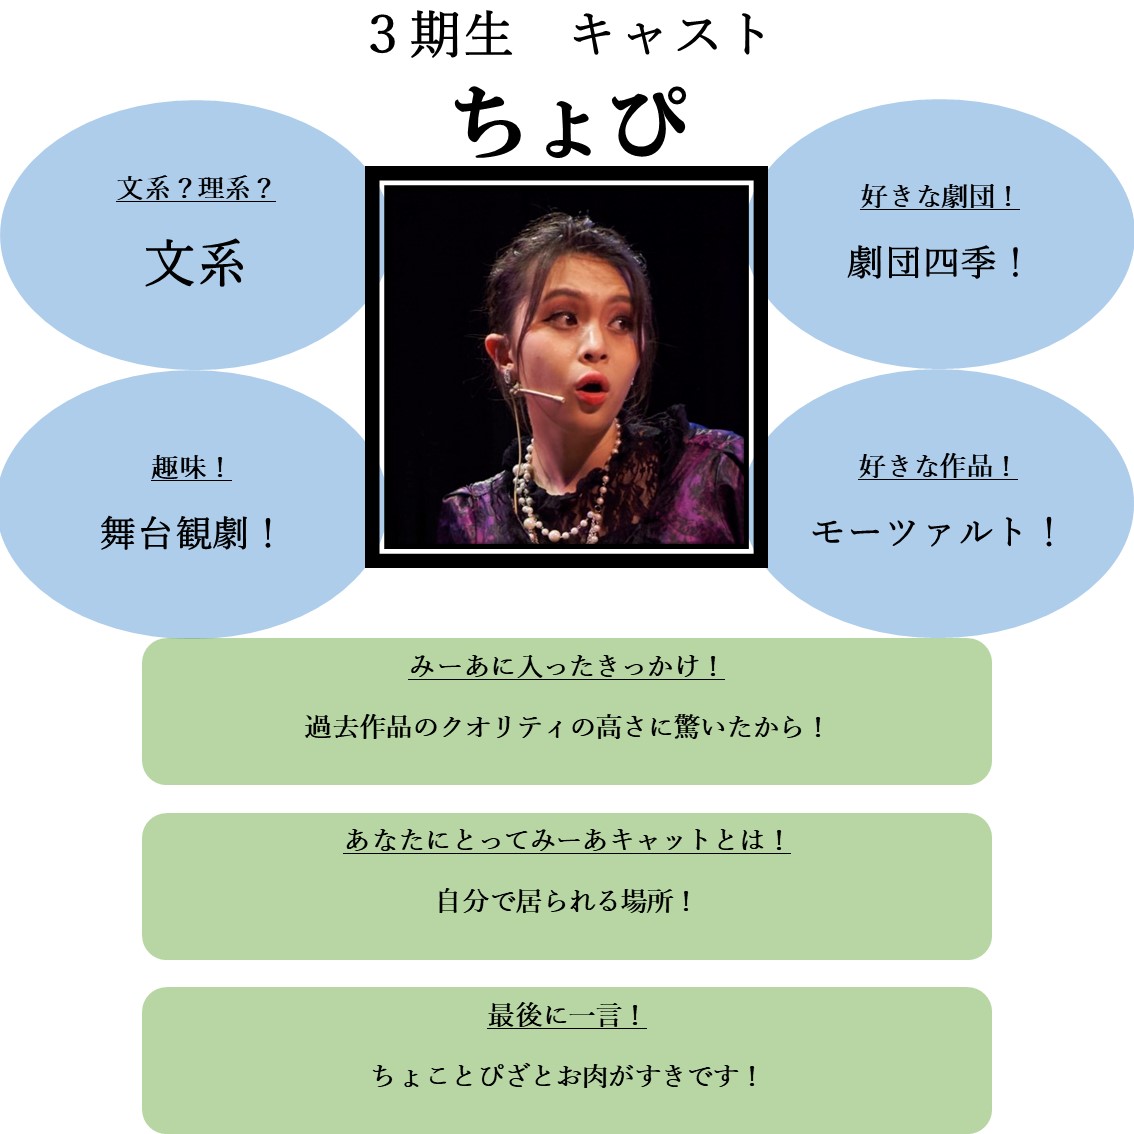 ３期生　キャスト
ちょぴ
文系？理系？
文系
好きな劇団！
劇団四季！
趣味！
舞台観劇！
好きな作品！
モーツァルト！
みーあに入ったきっかけ！
過去作品のクオリティの高さに驚いたから！
あなたにとってみーあキャットとは！
自分で居られる場所！
最後に一言！
ちょことぴざとお肉がすきです！